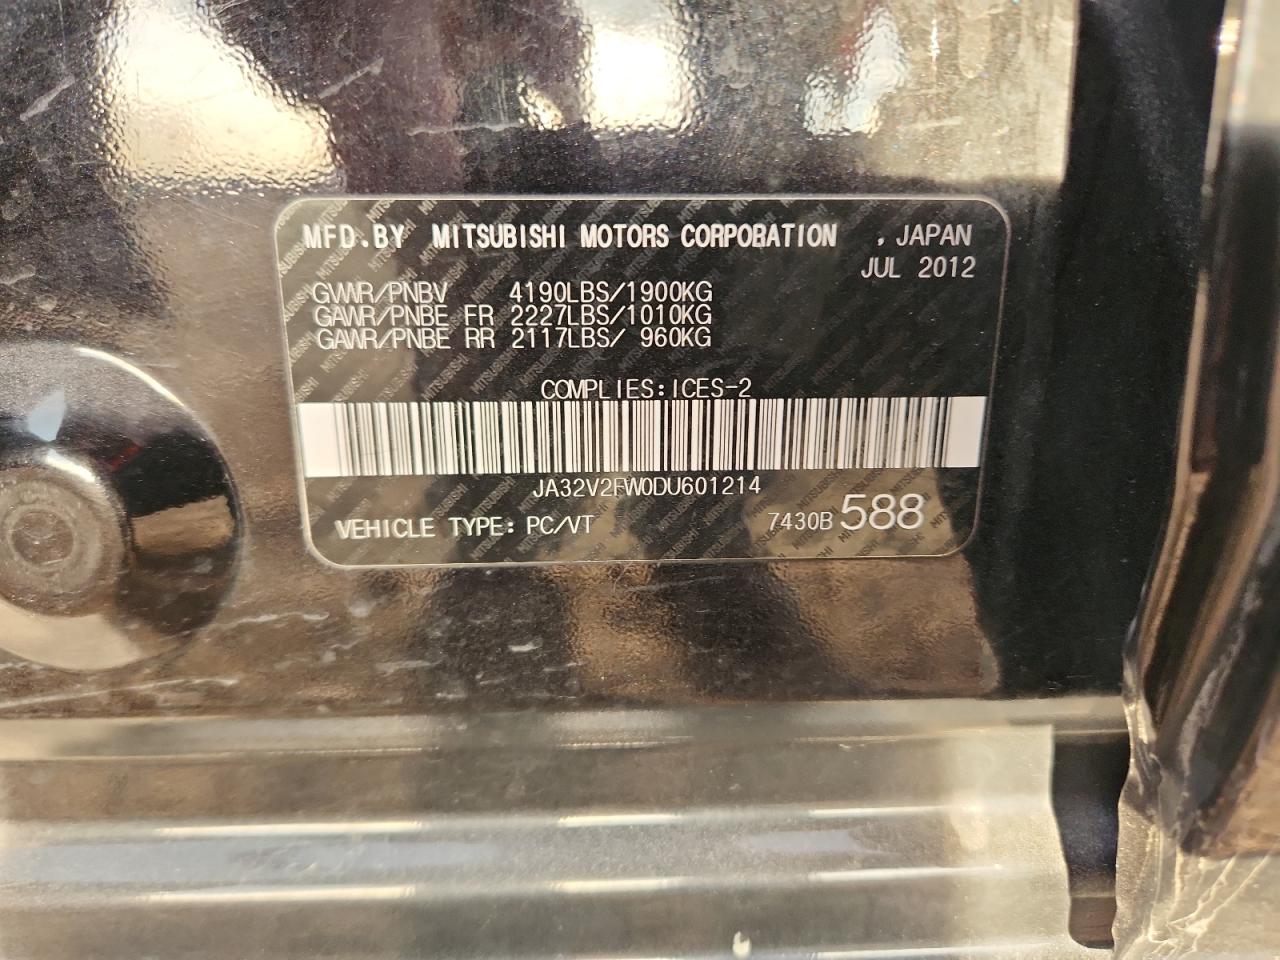 MFD.BY MITSUBISHI MOTORS CORPORATION , JAPAN
JUL 2012
GVWR/PNBV 4190LBS/1900KG
GAWR/PNBE FR 2227LBS/1010KG
GAWR/PNBE RR 2117LBS/ 960KG
COMPLIES:ICES-2
JA32V2FW0DU601214
VEHICLE TYPE: PC/VT 7430B 588